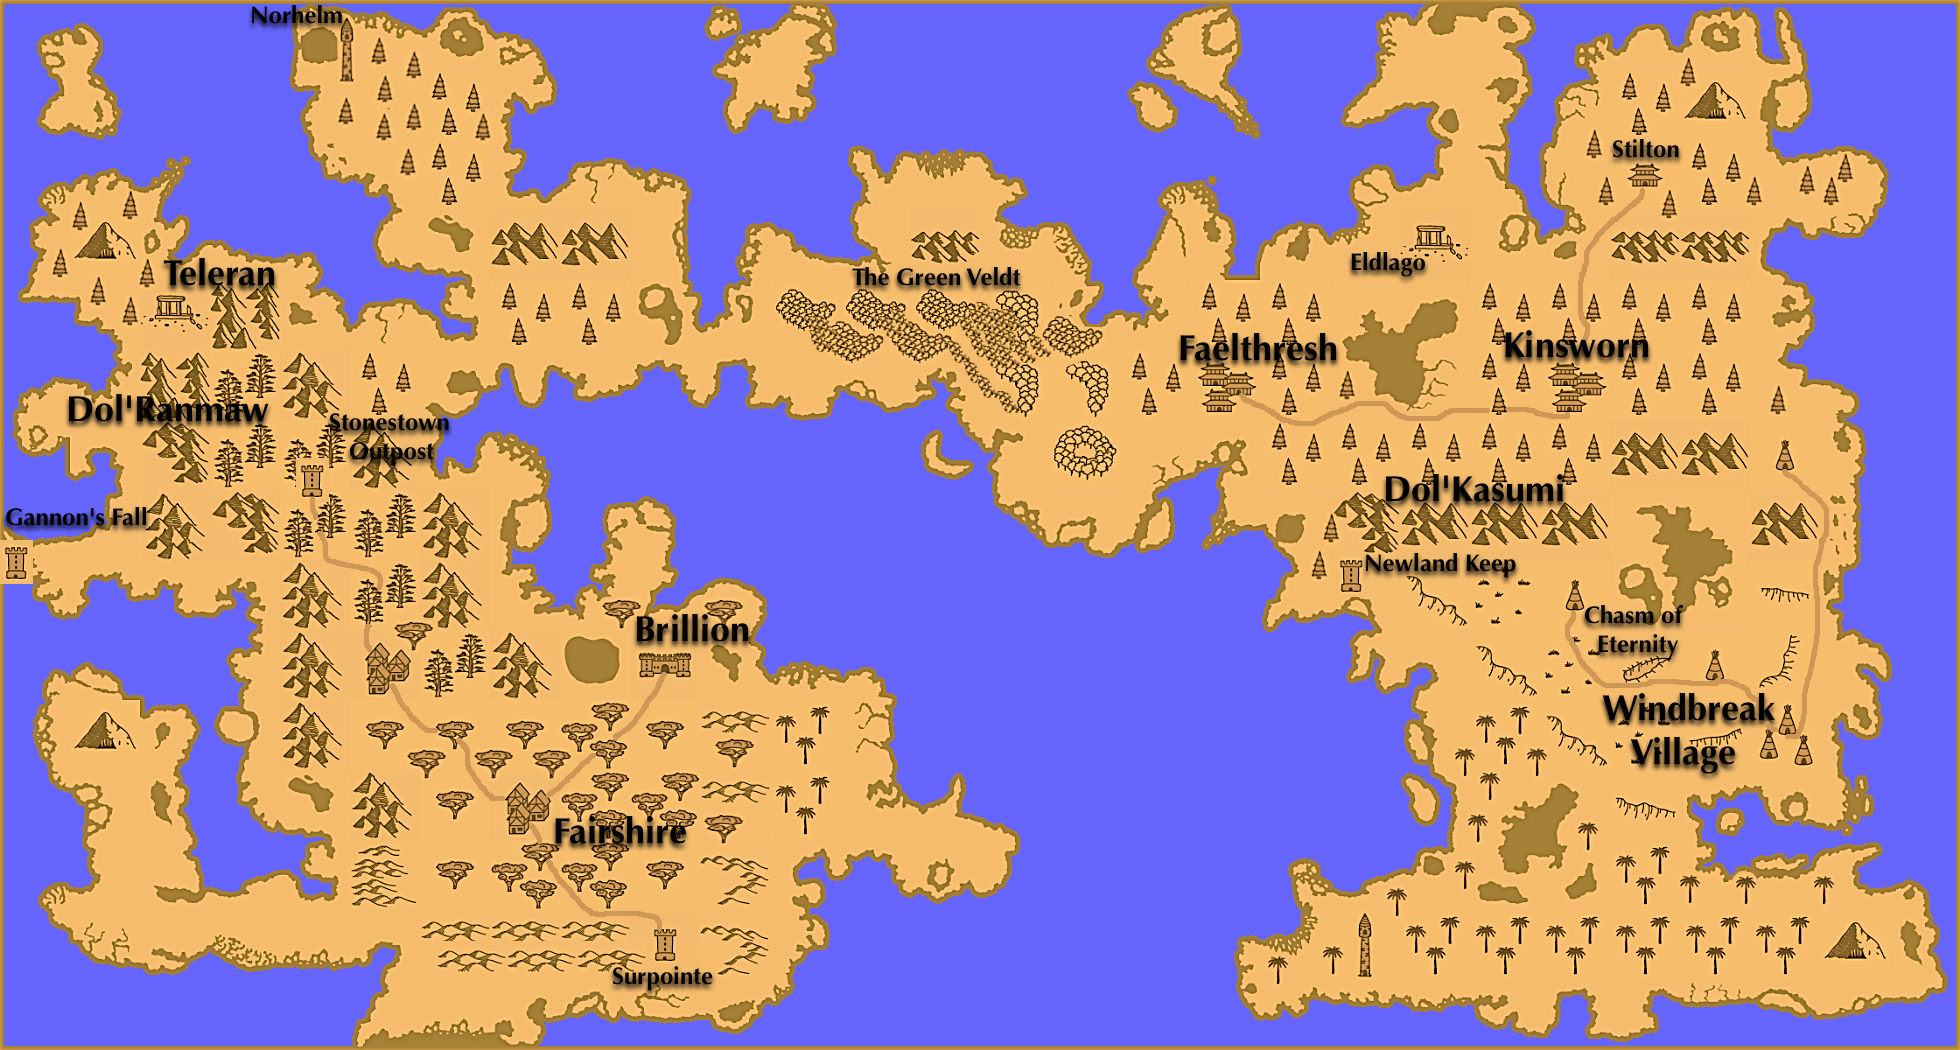 Norhelm
Stilton
Teleran
The Green Veldt
Eldlago
Faelthresh
Kinsworn
Dol'Ranmaw
Stonestown
Outpost
Gannon's Fall
Dol'Kasumi
Newland Keep
Chasm of
Eternity
Brillion
Windbreak
Village
Fairshire
Surpointe